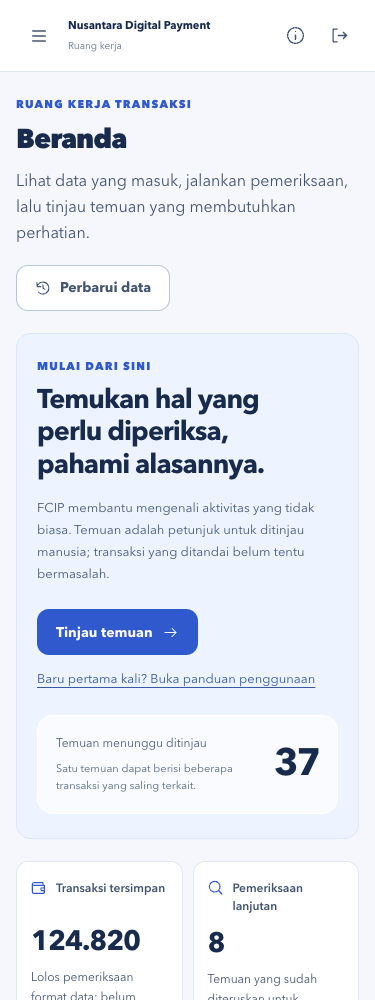 Nusantara Digital Payment
Ruang kerja
RUANG KERJA TRANSAKSI
Beranda
Lihat data yang masuk, jalankan pemeriksaan,
lalu tinjau temuan yang membutuhkan
perhatian.
Perbarui data
MULAI DARI SINI
Temukan hal yang
perlu diperiksa,
pahami alasannya.
FCIP membantu mengenali aktivitas yang tidak
biasa. Temuan adalah petunjuk untuk ditinjau
manusia; transaksi yang ditandai belum tentu
bermasalah.
Tinjau temuan
Baru pertama kali? Buka panduan penggunaan
Temuan menunggu ditinjau
Satu temuan dapat berisi beberapa
transaksi yang saling terkait.
37
Transaksi tersimpan
124.820
Lolos pemeriksaan
format data; belum
Pemeriksaan
lanjutan
8
Temuan yang sudah
diteruskan untuk